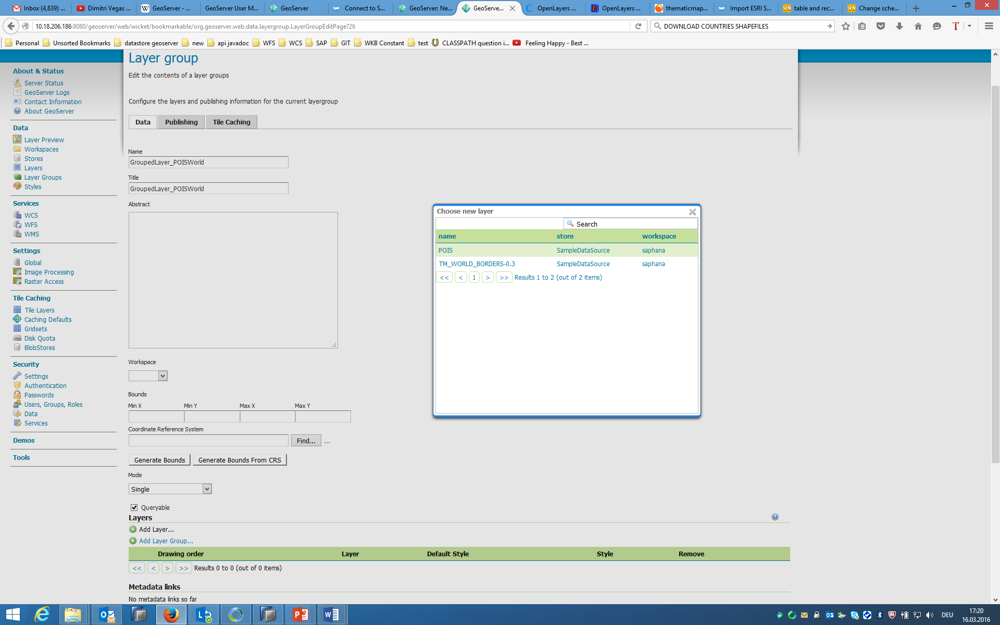 Inbox (4,839) ...
Dimitri Vegas ...
GeoServer - ...
GeoServer User M...
GeoServer
Connect to S...
GeoServer: Ne...
GeoServe...
OpenLayers ...
OpenLayers ...
thematicmap...
Import ESRI S...
table and rec...
Change sche...
10.18.206.186:8080/geoserver/web/wicket/bookmarkable/org.geoserver.web.data.layergroup.LayerGroupEditPage?26
DOWNLOAD COUNTRIES SHAPEFILES
Personal
Unsorted Bookmarks
datastore geoserver
new
api javadoc
WFS
WCS
SAP
GIT
WKB Constant
test
CLASSPATH question i...
Feeling Happy - Best ...
About & Status
Server Status
GeoServer Logs
Contact Information
About GeoServer
Data
Layer Preview
Workspaces
Stores
Layers
Layer Groups
Styles
Services
WCS
WFS
WMS
Settings
Global
Image Processing
Raster Access
Tile Caching
Tile Layers
Caching Defaults
Gridsets
Disk Quota
BlobStores
Security
Settings
Authentication
Passwords
Users, Groups, Roles
Data
Services
Demos
Tools
Layer group
Edit the contents of a layer groups
Configure the layers and publishing information for the current layergroup
Data
Publishing
Tile Caching
Name
GroupedLayer_POISWorld
Title
GroupedLayer_POISWorld
Abstract
Workspace
Bounds
Min X
Min Y
Max X
Max Y
Coordinate Reference System
Find...
...
Generate Bounds
Generate Bounds From CRS
Mode
Single
Queryable
Layers
Add Layer...
Add Layer Group...
Drawing order
Layer
Default Style
Style
Remove
<< < > >> Results 0 to 0 (out of 0 items)
Metadata links
No metadata links so far
Choose new layer
Search
name store workspace
POIS SampleDataSource saphana
TM_WORLD_BORDERS-0.3 SampleDataSource saphana
<< < 1 > >> Results 1 to 2 (out of 2 items)
DEU
17:20
16.03.2016